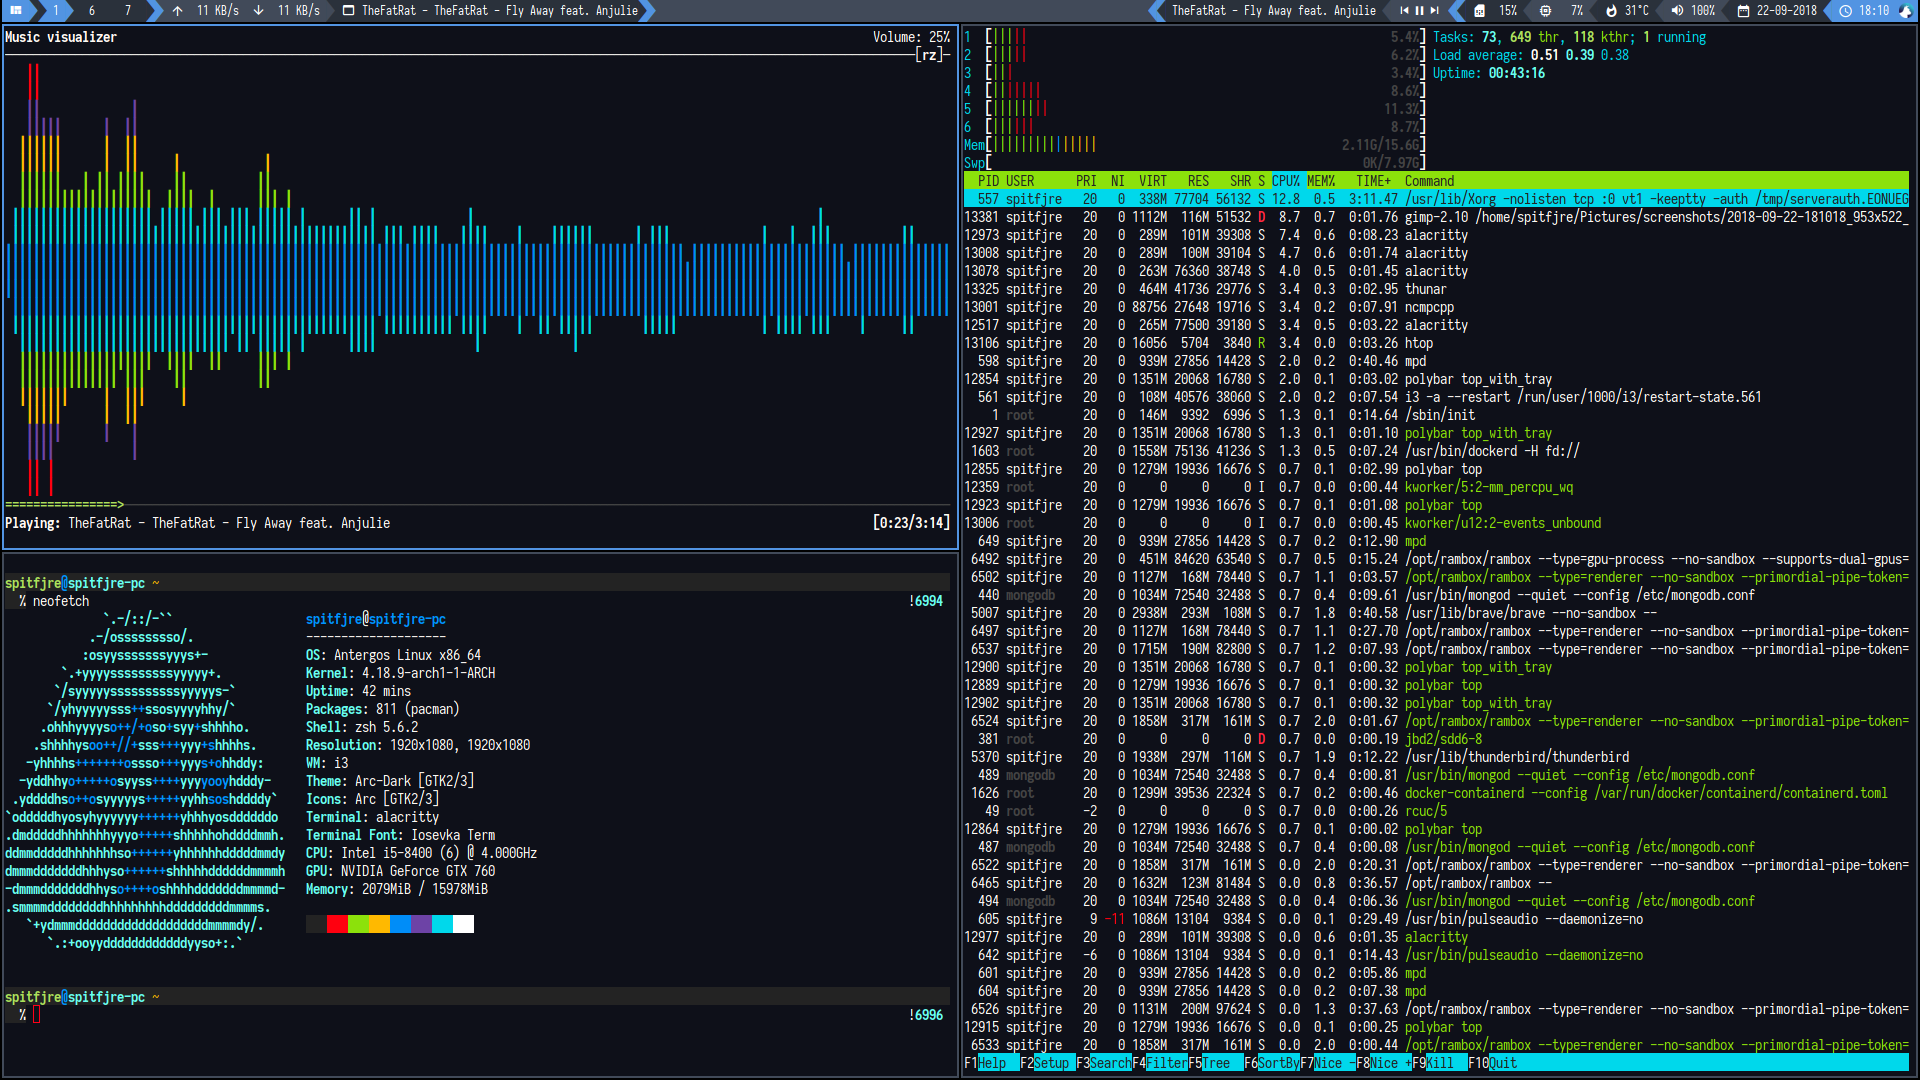 1 6 7 ↑ 11 KB/s ↓ 11 KB/s TheFatRat - TheFatRat - Fly Away feat. Anjulie
TheFatRat - Fly Away feat. Anjulie 15% 7% 31°C 100% 22-09-2018 18:10
Music visualizer Volume: 25%
[rz]
================>
Playing: TheFatRat - TheFatRat - Fly Away feat. Anjulie [0:23/3:14]
spitfjre@spitfjre-pc ~
% neofetch !6994
`.-/::/-``
.-/ossssssssso/.
:osyysssssssyyys+-
`.+yyyysssssssssyyyyy+.
`/syyyyyssssssssssyyyyys-`
`/yhyyyyysss++ssosyyyyhhy/`
.ohhhyyyyso++/+oso+syy+shhhho.
.shhhhysoo++//+sss+++yyy+shhhhs.
-yhhhhs+++++++ossso+++yyys+ohhddy:
-yddhhyo+++++osyyss++++yyyyooyhdddy-
.yddddhso++osyyyyys+++++yyhhsoshddddy`
`odddddhyosyhyyyyyy++++++yhhhyosddddddo
.dmdddddhhhhhhhyyyo+++++shhhhhohddddmmh.
ddmmdddddhhhhhhhso++++++yhhhhhhdddddmmdy
dmmmdddddddhhhyso++++++shhhhhddddddmmmmh
-dmmmdddddddhhyso++++oshhhhdddddddmmmmd-
.smmmmddddddddhhhhhhhhhdddddddddmmmms.
`+ydmmmdddddddddddddddddddmmmmdy/.
`.:+ooyyddddddddddddyyso+:.`
spitfjre@spitfjre-pc
--------------------
OS: Antergos Linux x86_64
Kernel: 4.18.9-arch1-1-ARCH
Uptime: 42 mins
Packages: 811 (pacman)
Shell: zsh 5.6.2
Resolution: 1920x1080, 1920x1080
WM: i3
Theme: Arc-Dark [GTK2/3]
Icons: Arc [GTK2/3]
Terminal: alacritty
Terminal Font: Iosevka Term
CPU: Intel i5-8400 (6) @ 4.000GHz
GPU: NVIDIA GeForce GTX 760
Memory: 2079MiB / 15978MiB
spitfjre@spitfjre-pc ~
% !6996
1 [||||| 5.4%]
2 [||||| 6.2%]
3 [||| 3.4%]
4 [||||||| 8.6%]
5 [|||||||| 11.3%]
6 [|||||| 8.7%]
Mem[||||||||||||||| 2.11G/15.6G]
Swp[ 0K/7.97G]
Tasks: 73, 649 thr, 118 kthr; 1 running
Load average: 0.51 0.39 0.38
Uptime: 00:43:16
PID USER PRI NI VIRT RES SHR S CPU% MEM% TIME+ Command
557 spitfjre 20 0 338M 77704 56132 S 12.8 0.5 3:11.47 /usr/lib/Xorg -nolisten tcp :0 vt1 -keeptty -auth /tmp/serverauth.EONUEG
13381 spitfjre 20 0 1112M 116M 51532 D 8.7 0.7 0:01.76 gimp-2.10 /home/spitfjre/Pictures/screenshots/2018-09-22-181018_953x522_
12973 spitfjre 20 0 289M 101M 39308 S 7.4 0.6 0:08.23 alacritty
13008 spitfjre 20 0 289M 100M 39104 S 4.7 0.6 0:01.74 alacritty
13078 spitfjre 20 0 263M 76360 38748 S 4.0 0.5 0:01.45 alacritty
13325 spitfjre 20 0 464M 41736 29776 S 3.4 0.3 0:02.95 thunar
13001 spitfjre 20 0 88756 27648 19716 S 3.4 0.2 0:07.91 ncmpcpp
12517 spitfjre 20 0 265M 77500 39180 S 3.4 0.5 0:03.22 alacritty
13106 spitfjre 20 0 16056 5704 3840 R 3.4 0.0 0:03.26 htop
598 spitfjre 20 0 939M 27856 14428 S 2.0 0.2 0:40.46 mpd
12854 spitfjre 20 0 1351M 20068 16780 S 2.0 0.1 0:03.02 polybar top_with_tray
561 spitfjre 20 0 108M 40576 38060 S 2.0 0.2 0:07.54 i3 -a --restart /run/user/1000/i3/restart-state.561
1 root 20 0 146M 9392 6996 S 1.3 0.1 0:14.64 /sbin/init
12927 spitfjre 20 0 1351M 20068 16780 S 1.3 0.1 0:01.10 polybar top_with_tray
1603 root 20 0 1558M 75136 41236 S 1.3 0.5 0:07.24 /usr/bin/dockerd -H fd://
12855 spitfjre 20 0 1279M 19936 16676 S 0.7 0.1 0:02.99 polybar top
12359 root 20 0 0 0 0 I 0.7 0.0 0:00.44 kworker/5:2-mm_percpu_wq
12923 spitfjre 20 0 1279M 19936 16676 S 0.7 0.1 0:01.08 polybar top
13006 root 20 0 0 0 0 I 0.7 0.0 0:00.45 kworker/u12:2-events_unbound
649 spitfjre 20 0 939M 27856 14428 S 0.7 0.2 0:12.90 mpd
6492 spitfjre 20 0 451M 84620 63540 S 0.7 0.5 0:15.24 /opt/rambox/rambox --type=gpu-process --no-sandbox --supports-dual-gpus=
6502 spitfjre 20 0 1127M 168M 78440 S 0.7 1.1 0:03.57 /opt/rambox/rambox --type=renderer --no-sandbox --primordial-pipe-token=
440 mongodb 20 0 1034M 72540 32488 S 0.7 0.4 0:09.61 /usr/bin/mongod --quiet --config /etc/mongodb.conf
5007 spitfjre 20 0 2938M 293M 108M S 0.7 1.8 0:40.58 /usr/lib/brave/brave --no-sandbox --
6497 spitfjre 20 0 1127M 168M 78440 S 0.7 1.1 0:27.70 /opt/rambox/rambox --type=renderer --no-sandbox --primordial-pipe-token=
6537 spitfjre 20 0 1715M 190M 82800 S 0.7 1.2 0:07.93 /opt/rambox/rambox --type=renderer --no-sandbox --primordial-pipe-token=
12900 spitfjre 20 0 1351M 20068 16780 S 0.7 0.1 0:00.32 polybar top_with_tray
12889 spitfjre 20 0 1279M 19936 16676 S 0.7 0.1 0:00.32 polybar top
12902 spitfjre 20 0 1351M 20068 16780 S 0.7 0.1 0:00.32 polybar top_with_tray
6524 spitfjre 20 0 1858M 317M 161M S 0.7 2.0 0:01.67 /opt/rambox/rambox --type=renderer --no-sandbox --primordial-pipe-token=
381 root 20 0 0 0 0 D 0.7 0.0 0:00.19 jbd2/sdd6-8
5370 spitfjre 20 0 1938M 297M 116M S 0.7 1.9 0:12.22 /usr/lib/thunderbird/thunderbird
489 mongodb 20 0 1034M 72540 32488 S 0.7 0.4 0:00.81 /usr/bin/mongod --quiet --config /etc/mongodb.conf
1626 root 20 0 1299M 39536 22324 S 0.7 0.2 0:00.46 docker-containerd --config /var/run/docker/containerd/containerd.toml
49 root -2 0 0 0 0 S 0.7 0.0 0:00.26 rcuc/5
12864 spitfjre 20 0 1279M 19936 16676 S 0.7 0.1 0:00.02 polybar top
487 mongodb 20 0 1034M 72540 32488 S 0.7 0.4 0:00.08 /usr/bin/mongod --quiet --config /etc/mongodb.conf
6522 spitfjre 20 0 1858M 317M 161M S 0.0 2.0 0:20.31 /opt/rambox/rambox --type=renderer --no-sandbox --primordial-pipe-token=
6465 spitfjre 20 0 1632M 123M 81484 S 0.0 0.8 0:36.57 /opt/rambox/rambox --
494 mongodb 20 0 1034M 72540 32488 S 0.0 0.4 0:06.36 /usr/bin/mongod --quiet --config /etc/mongodb.conf
605 spitfjre 9 -11 1086M 13104 9384 S 0.0 0.1 0:29.49 /usr/bin/pulseaudio --daemonize=no
12977 spitfjre 20 0 289M 101M 39308 S 0.0 0.6 0:01.35 alacritty
642 spitfjre -6 0 1086M 13104 9384 S 0.0 0.1 0:14.43 /usr/bin/pulseaudio --daemonize=no
601 spitfjre 20 0 939M 27856 14428 S 0.0 0.2 0:05.86 mpd
604 spitfjre 20 0 939M 27856 14428 S 0.0 0.2 0:07.38 mpd
6526 spitfjre 20 0 1131M 200M 97624 S 0.0 1.3 0:37.63 /opt/rambox/rambox --type=renderer --no-sandbox --primordial-pipe-token=
12915 spitfjre 20 0 1279M 19936 16676 S 0.0 0.1 0:00.25 polybar top
6533 spitfjre 20 0 1858M 317M 161M S 0.0 2.0 0:00.44 /opt/rambox/rambox --type=renderer --no-sandbox --primordial-pipe-token=
F1Help F2Setup F3SearchF4FilterF5Tree F6SortByF7Nice -F8Nice +F9Kill F10Quit